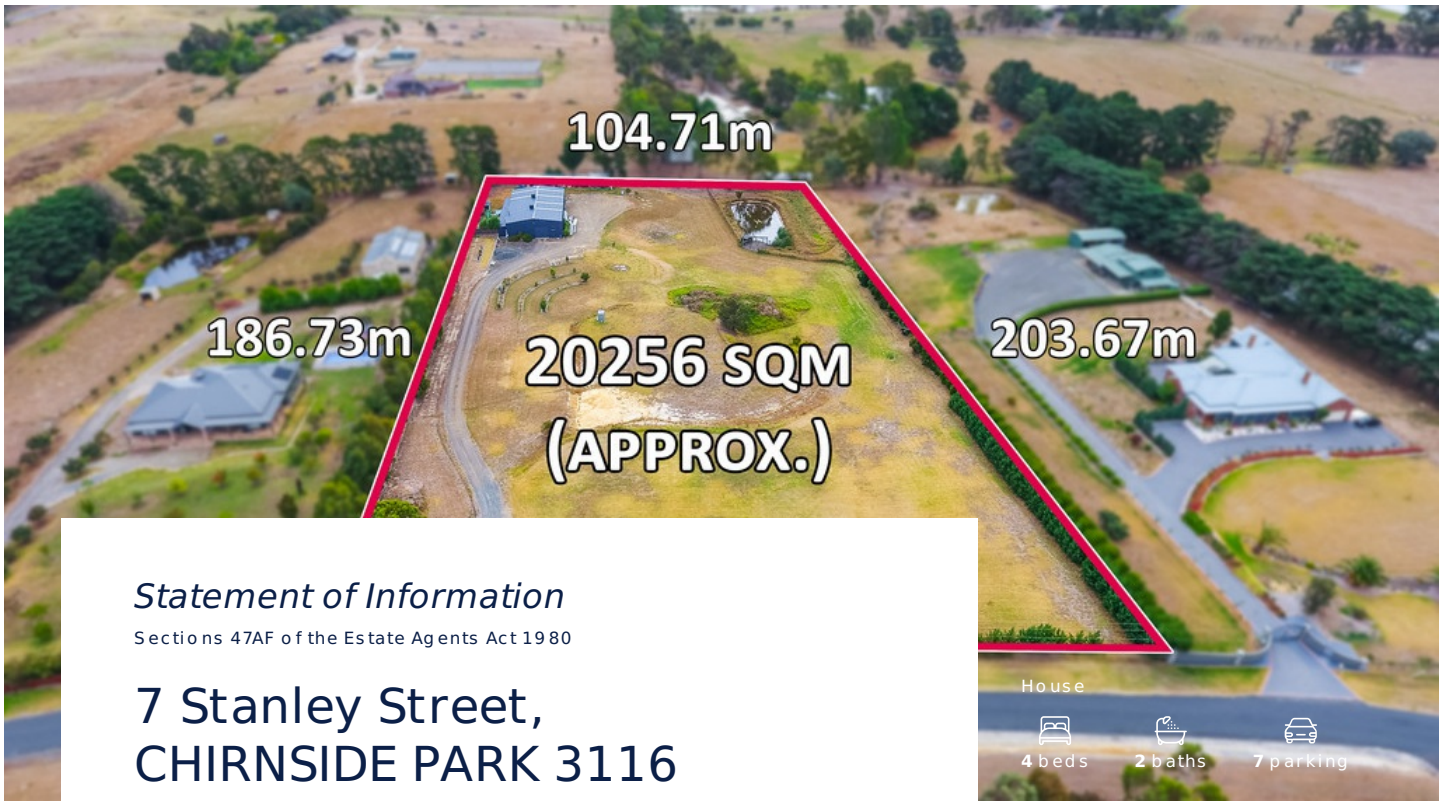 104.71m
186.73m
203.67m
20256 SQM
(APPROX.)
Statement of Information
Sections 47AF of the Estate Agents Act 1980
7 Stanley Street,
CHIRNSIDE PARK 3116
House
4 beds 2 baths 7 parking